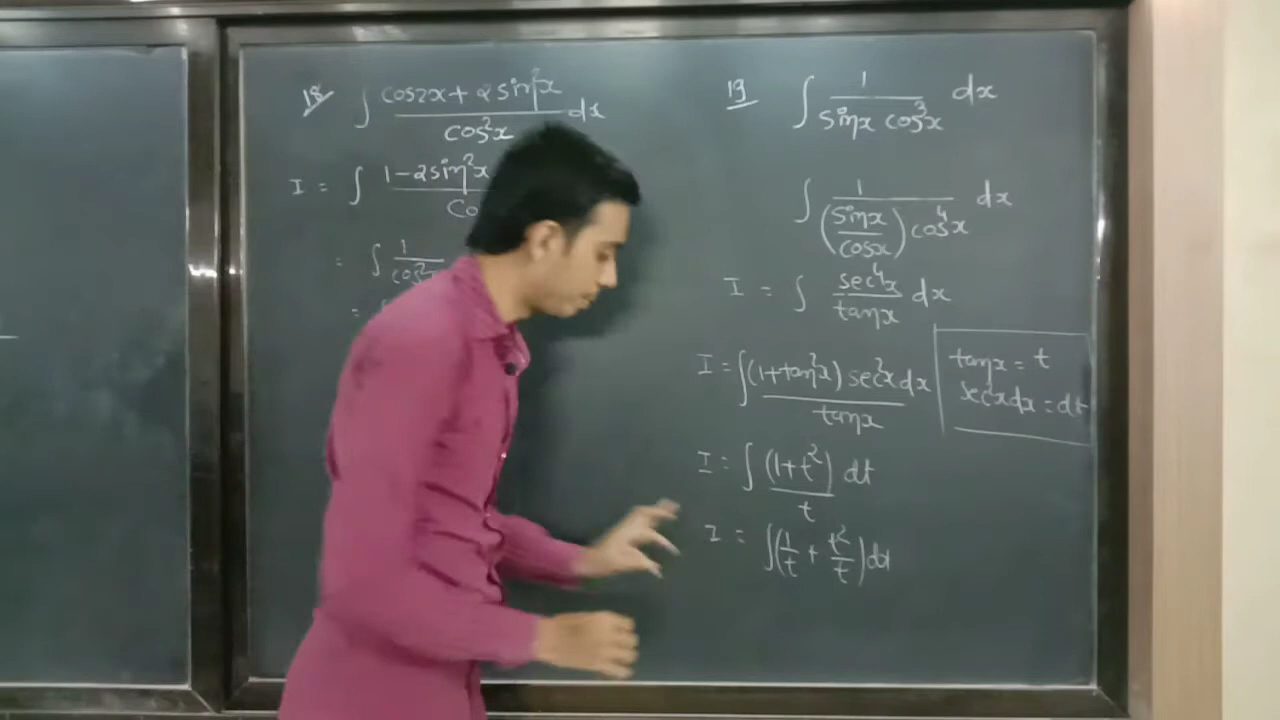 18 ∫ (cos2x + 2sin²x)/(cos²x) dx
I = ∫ (1-2sin²x
= ∫ 1/cos²x
=
19 ∫ 1/(sinx cos³x) dx
∫ 1/((sinx/cosx) cos⁴x) dx
I = ∫ sec⁴x/tanx dx
I = ∫ (1+tan²x) sec²x dx/tanx
tanx = t
sec²x dx = dt
I = ∫ (1+t²)/t dt
I = ∫(1/t + t²/t)dt